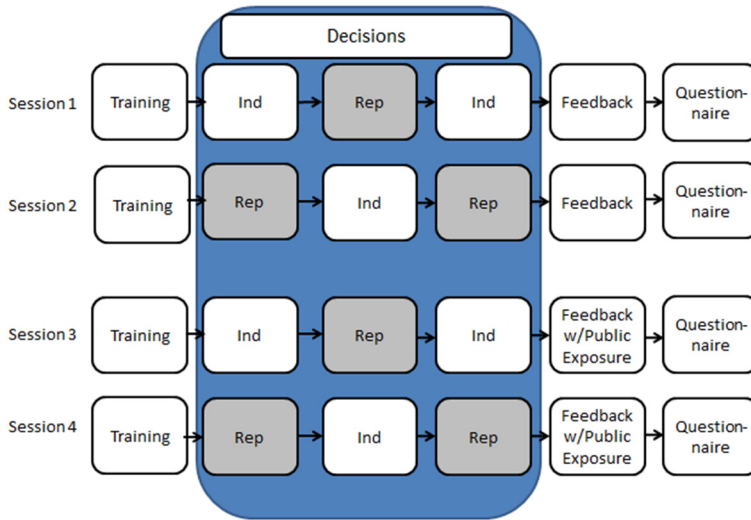 Decisions
Session 1
Training
Ind
Rep
Ind
Feedback
Question-
naire
Session 2
Training
Rep
Ind
Rep
Feedback
Question-
naire
Session 3
Training
Ind
Rep
Ind
Feedback
w/Public
Exposure
Question-
naire
Session 4
Training
Rep
Ind
Rep
Feedback
w/Public
Exposure
Question-
naire